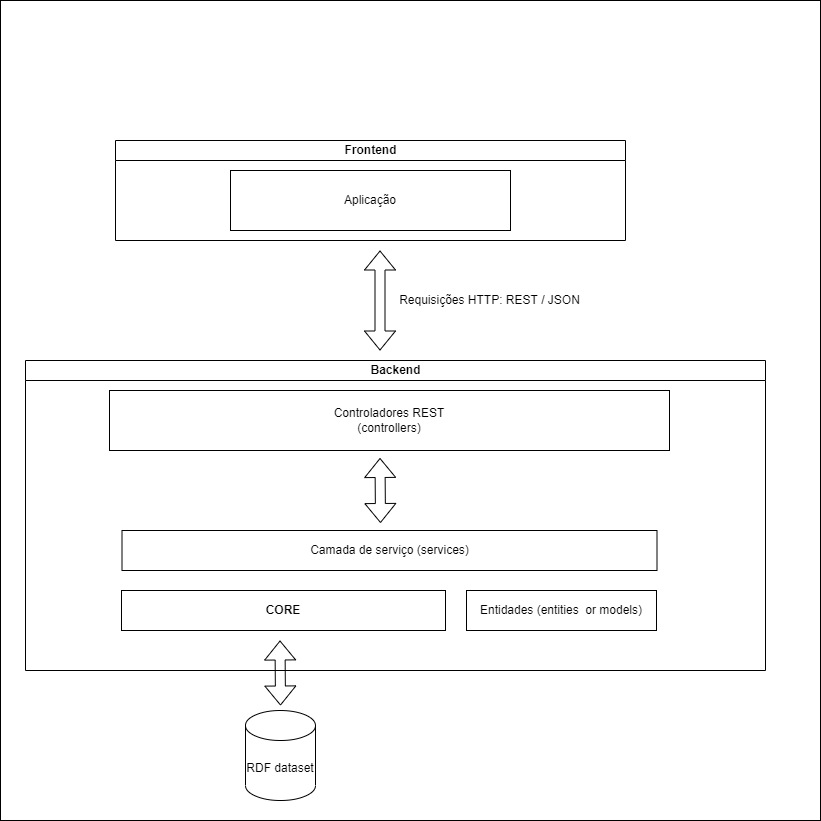 Frontend
Aplicação
Requisições HTTP: REST / JSON
Backend
Controladores REST
(controllers)
Camada de serviço (services)
CORE
Entidades (entities or models)
RDF dataset